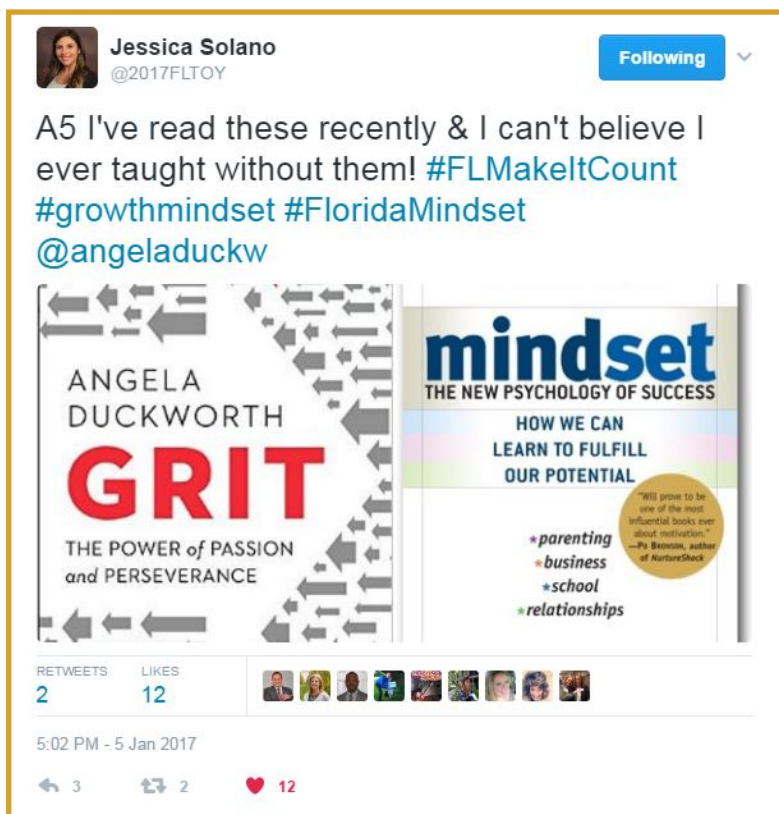 Jessica Solano
@2017FLTOY
Following
A5 I've read these recently & I can't believe I
ever taught without them! #FLMakeItCount
#growthmindset #FloridaMindset
@angeladuckw
ANGELA
DUCKWORTH
GRIT
THE POWER of PASSION
and PERSEVERANCE
mindset
THE NEW PSYCHOLOGY OF SUCCESS
HOW WE CAN
LEARN TO FULFILL
OUR POTENTIAL
"Will prove to be
one of the most
influential books ever
about motivation."
—Po Bronson, author
of NurtureShock
*parenting
*business
*school
*relationships
RETWEETS LIKES
2 12
5:02 PM - 5 Jan 2017
3 2 12